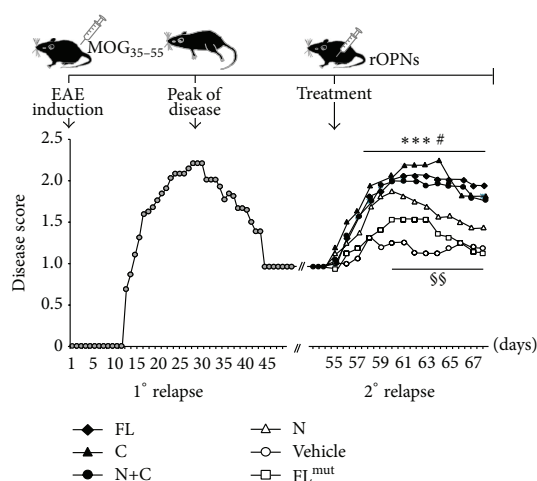 MOG35–55
rOPNs
EAE induction
Peak of disease
Treatment
Disease score
2.5
2.0
1.5
1.0
0.5
0
*** #
§§
1 5 10 15 20 25 30 35 40 45
//
55 57 59 61 63 65 67
(days)
1° relapse
2° relapse
FL
C
N+C
N
Vehicle
FLmut